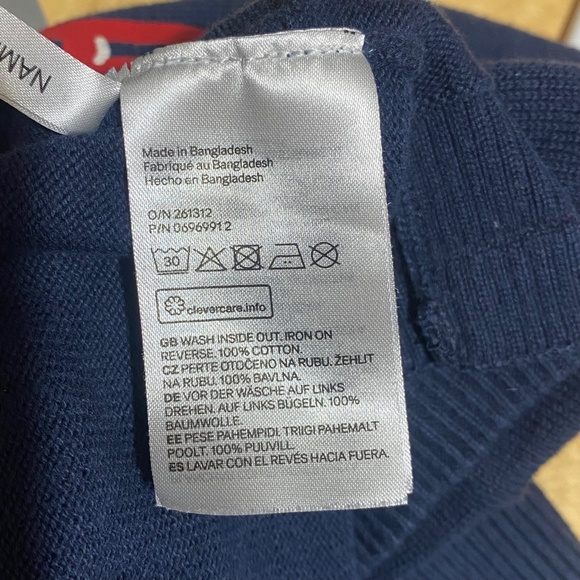 NAM
Made in Bangladesh
Fabriqué au Bangladesh
Hecho en Bangladesh
O/N 261312
P/N 06969912
30
clevercare.info
GB WASH INSIDE OUT. IRON ON
REVERSE. 100% COTTON.
CZ PERTE OTOČENO NA RUBU. ŽEHLIT
NA RUBU. 100% BAVLNA.
DE VOR DER WÄSCHE AUF LINKS
DREHEN. AUF LINKS BÜGELN. 100%
BAUMWOLLE.
EE PESE PAHEMPIDI. TRIIGI PAHEMALT
POOLT. 100% PUUVILL.
ES LAVAR CON EL REVÉS HACIA FUERA.